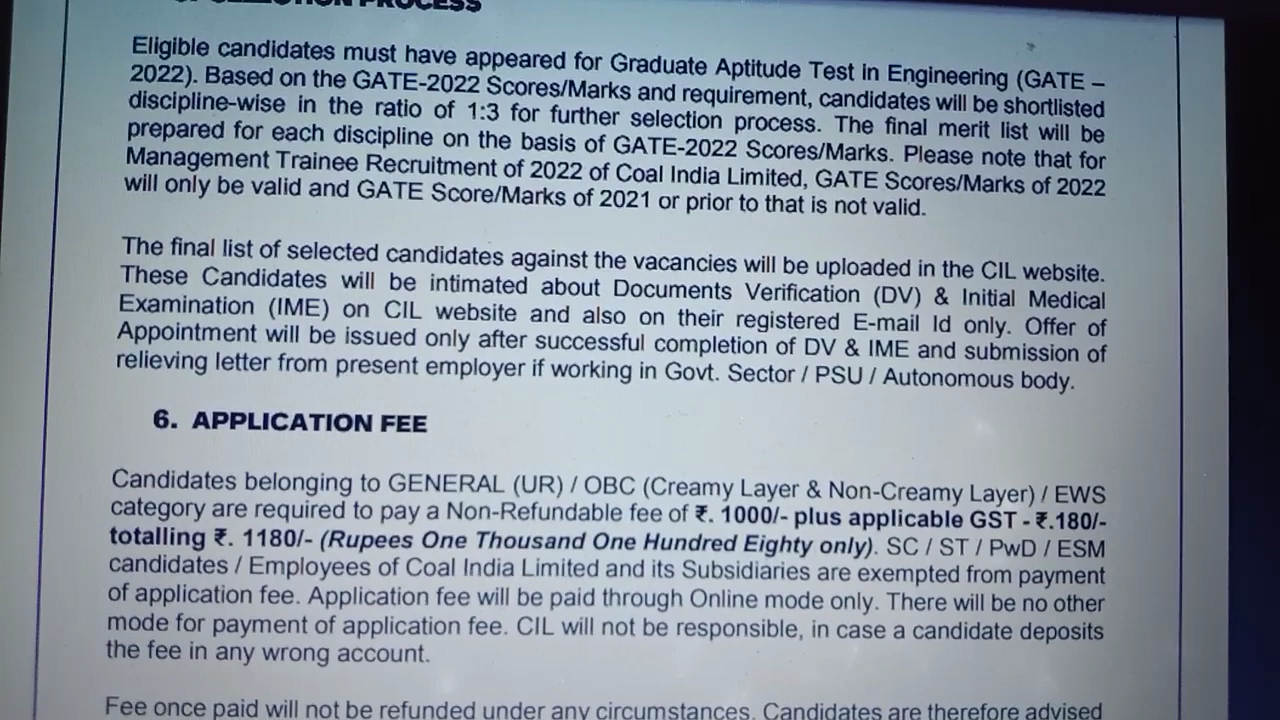 SELECTION PROCESS
Eligible candidates must have appeared for Graduate Aptitude Test in Engineering (GATE –
2022). Based on the GATE-2022 Scores/Marks and requirement, candidates will be shortlisted
discipline-wise in the ratio of 1:3 for further selection process. The final merit list will be
prepared for each discipline on the basis of GATE-2022 Scores/Marks. Please note that for
Management Trainee Recruitment of 2022 of Coal India Limited, GATE Scores/Marks of 2022
will only be valid and GATE Score/Marks of 2021 or prior to that is not valid.
The final list of selected candidates against the vacancies will be uploaded in the CIL website.
These Candidates will be intimated about Documents Verification (DV) & Initial Medical
Examination (IME) on CIL website and also on their registered E-mail Id only. Offer of
Appointment will be issued only after successful completion of DV & IME and submission of
relieving letter from present employer if working in Govt. Sector / PSU / Autonomous body.
6. APPLICATION FEE
Candidates belonging to GENERAL (UR) / OBC (Creamy Layer & Non-Creamy Layer) / EWS
category are required to pay a Non-Refundable fee of ₹. 1000/- plus applicable GST - ₹.180/-
totalling ₹. 1180/- (Rupees One Thousand One Hundred Eighty only). SC / ST / PwD / ESM
candidates / Employees of Coal India Limited and its Subsidiaries are exempted from payment
of application fee. Application fee will be paid through Online mode only. There will be no other
mode for payment of application fee. CIL will not be responsible, in case a candidate deposits
the fee in any wrong account.
Fee once paid will not be refunded under any circumstances. Candidates are therefore advised